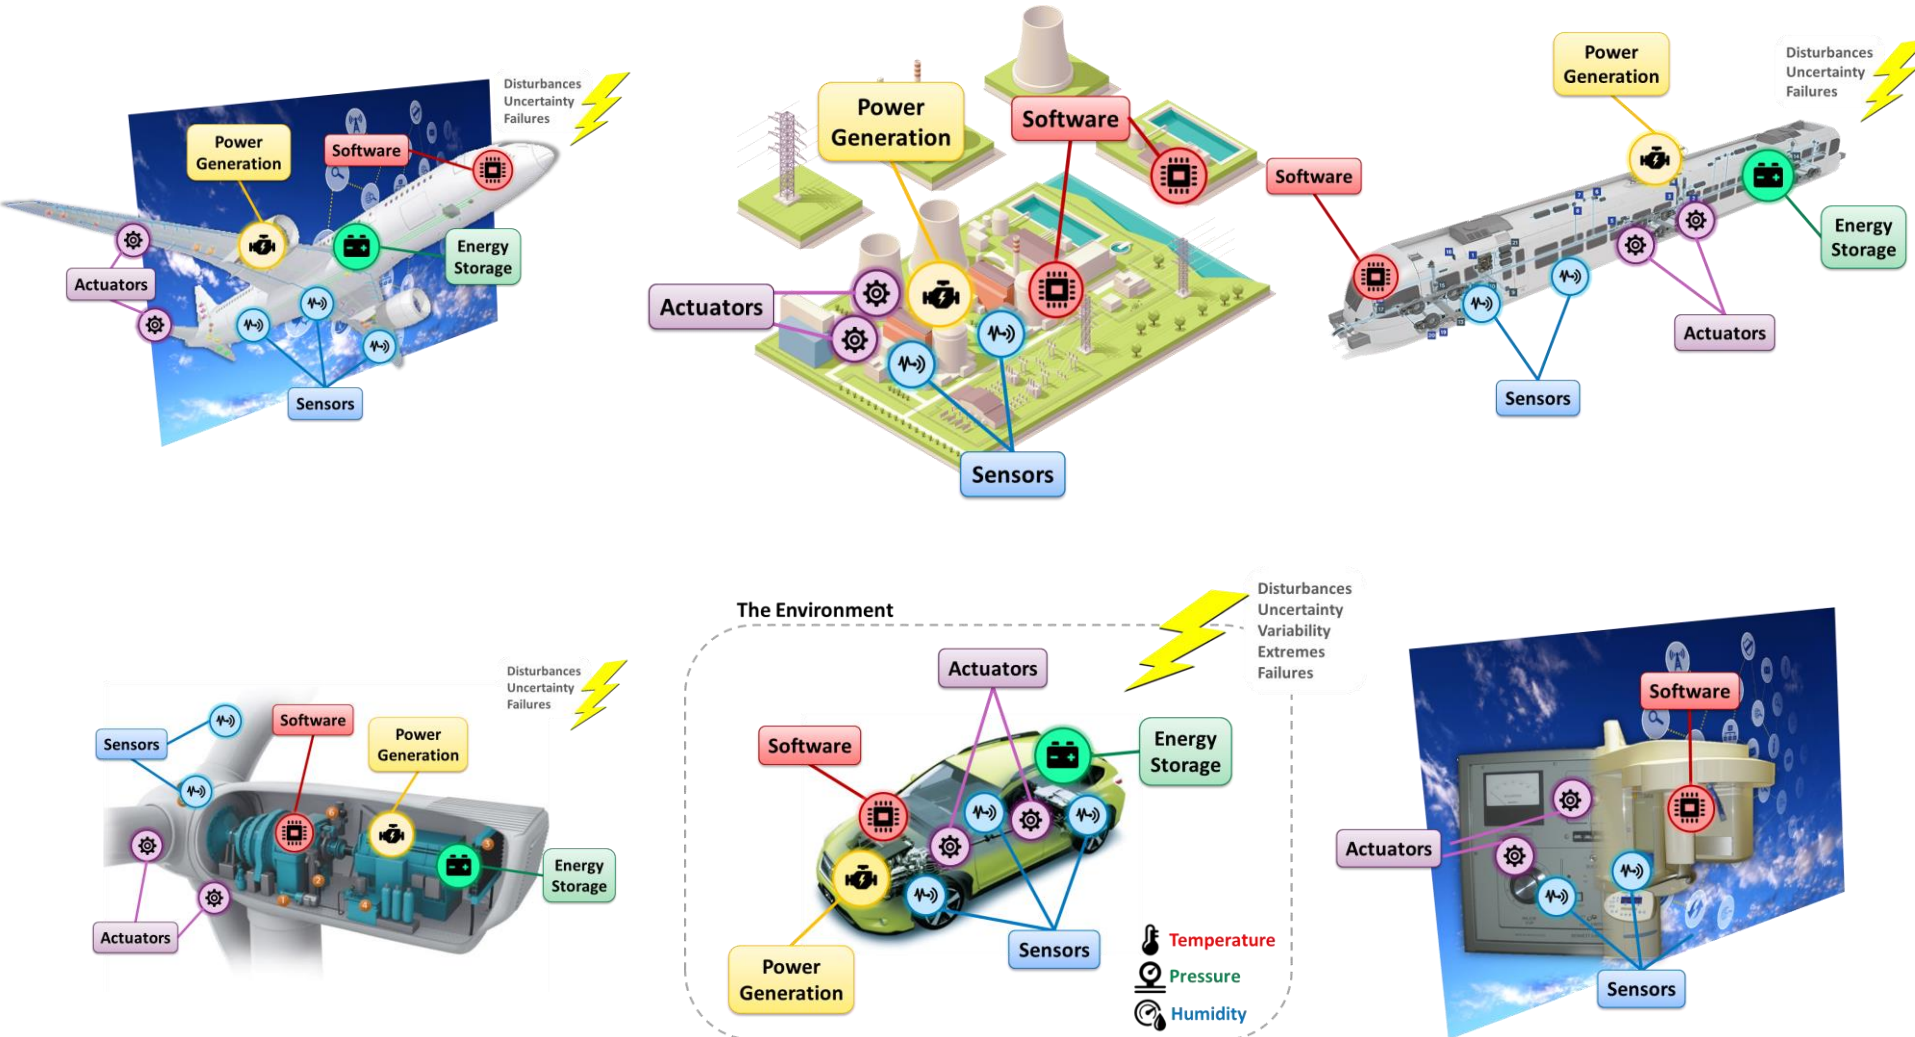 Disturbances
Uncertainty
Failures
Power
Generation
Software
Actuators
Energy
Storage
Sensors
Power
Generation
Software
Actuators
Sensors
Power
Generation
Disturbances
Uncertainty
Failures
Software
Energy
Storage
Actuators
Sensors
Disturbances
Uncertainty
Failures
Sensors
Software
Power
Generation
Energy
Storage
Actuators
The Environment
Disturbances
Uncertainty
Variability
Extremes
Failures
Actuators
Software
Energy
Storage
Sensors
Power
Generation
Temperature
Pressure
Humidity
Software
Actuators
Sensors